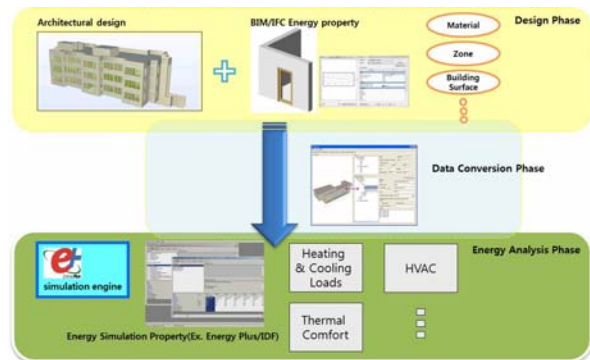 Architectural design
BIM/IFC Energy property
Design Phase
Material
Zone
Building
Surface
Data Conversion Phase
Energy Analysis Phase
simulation engine
Heating
& Cooling
Loads
HVAC
Thermal
Comfort
Energy Simulation Property(Ex. Energy Plus/IDF)